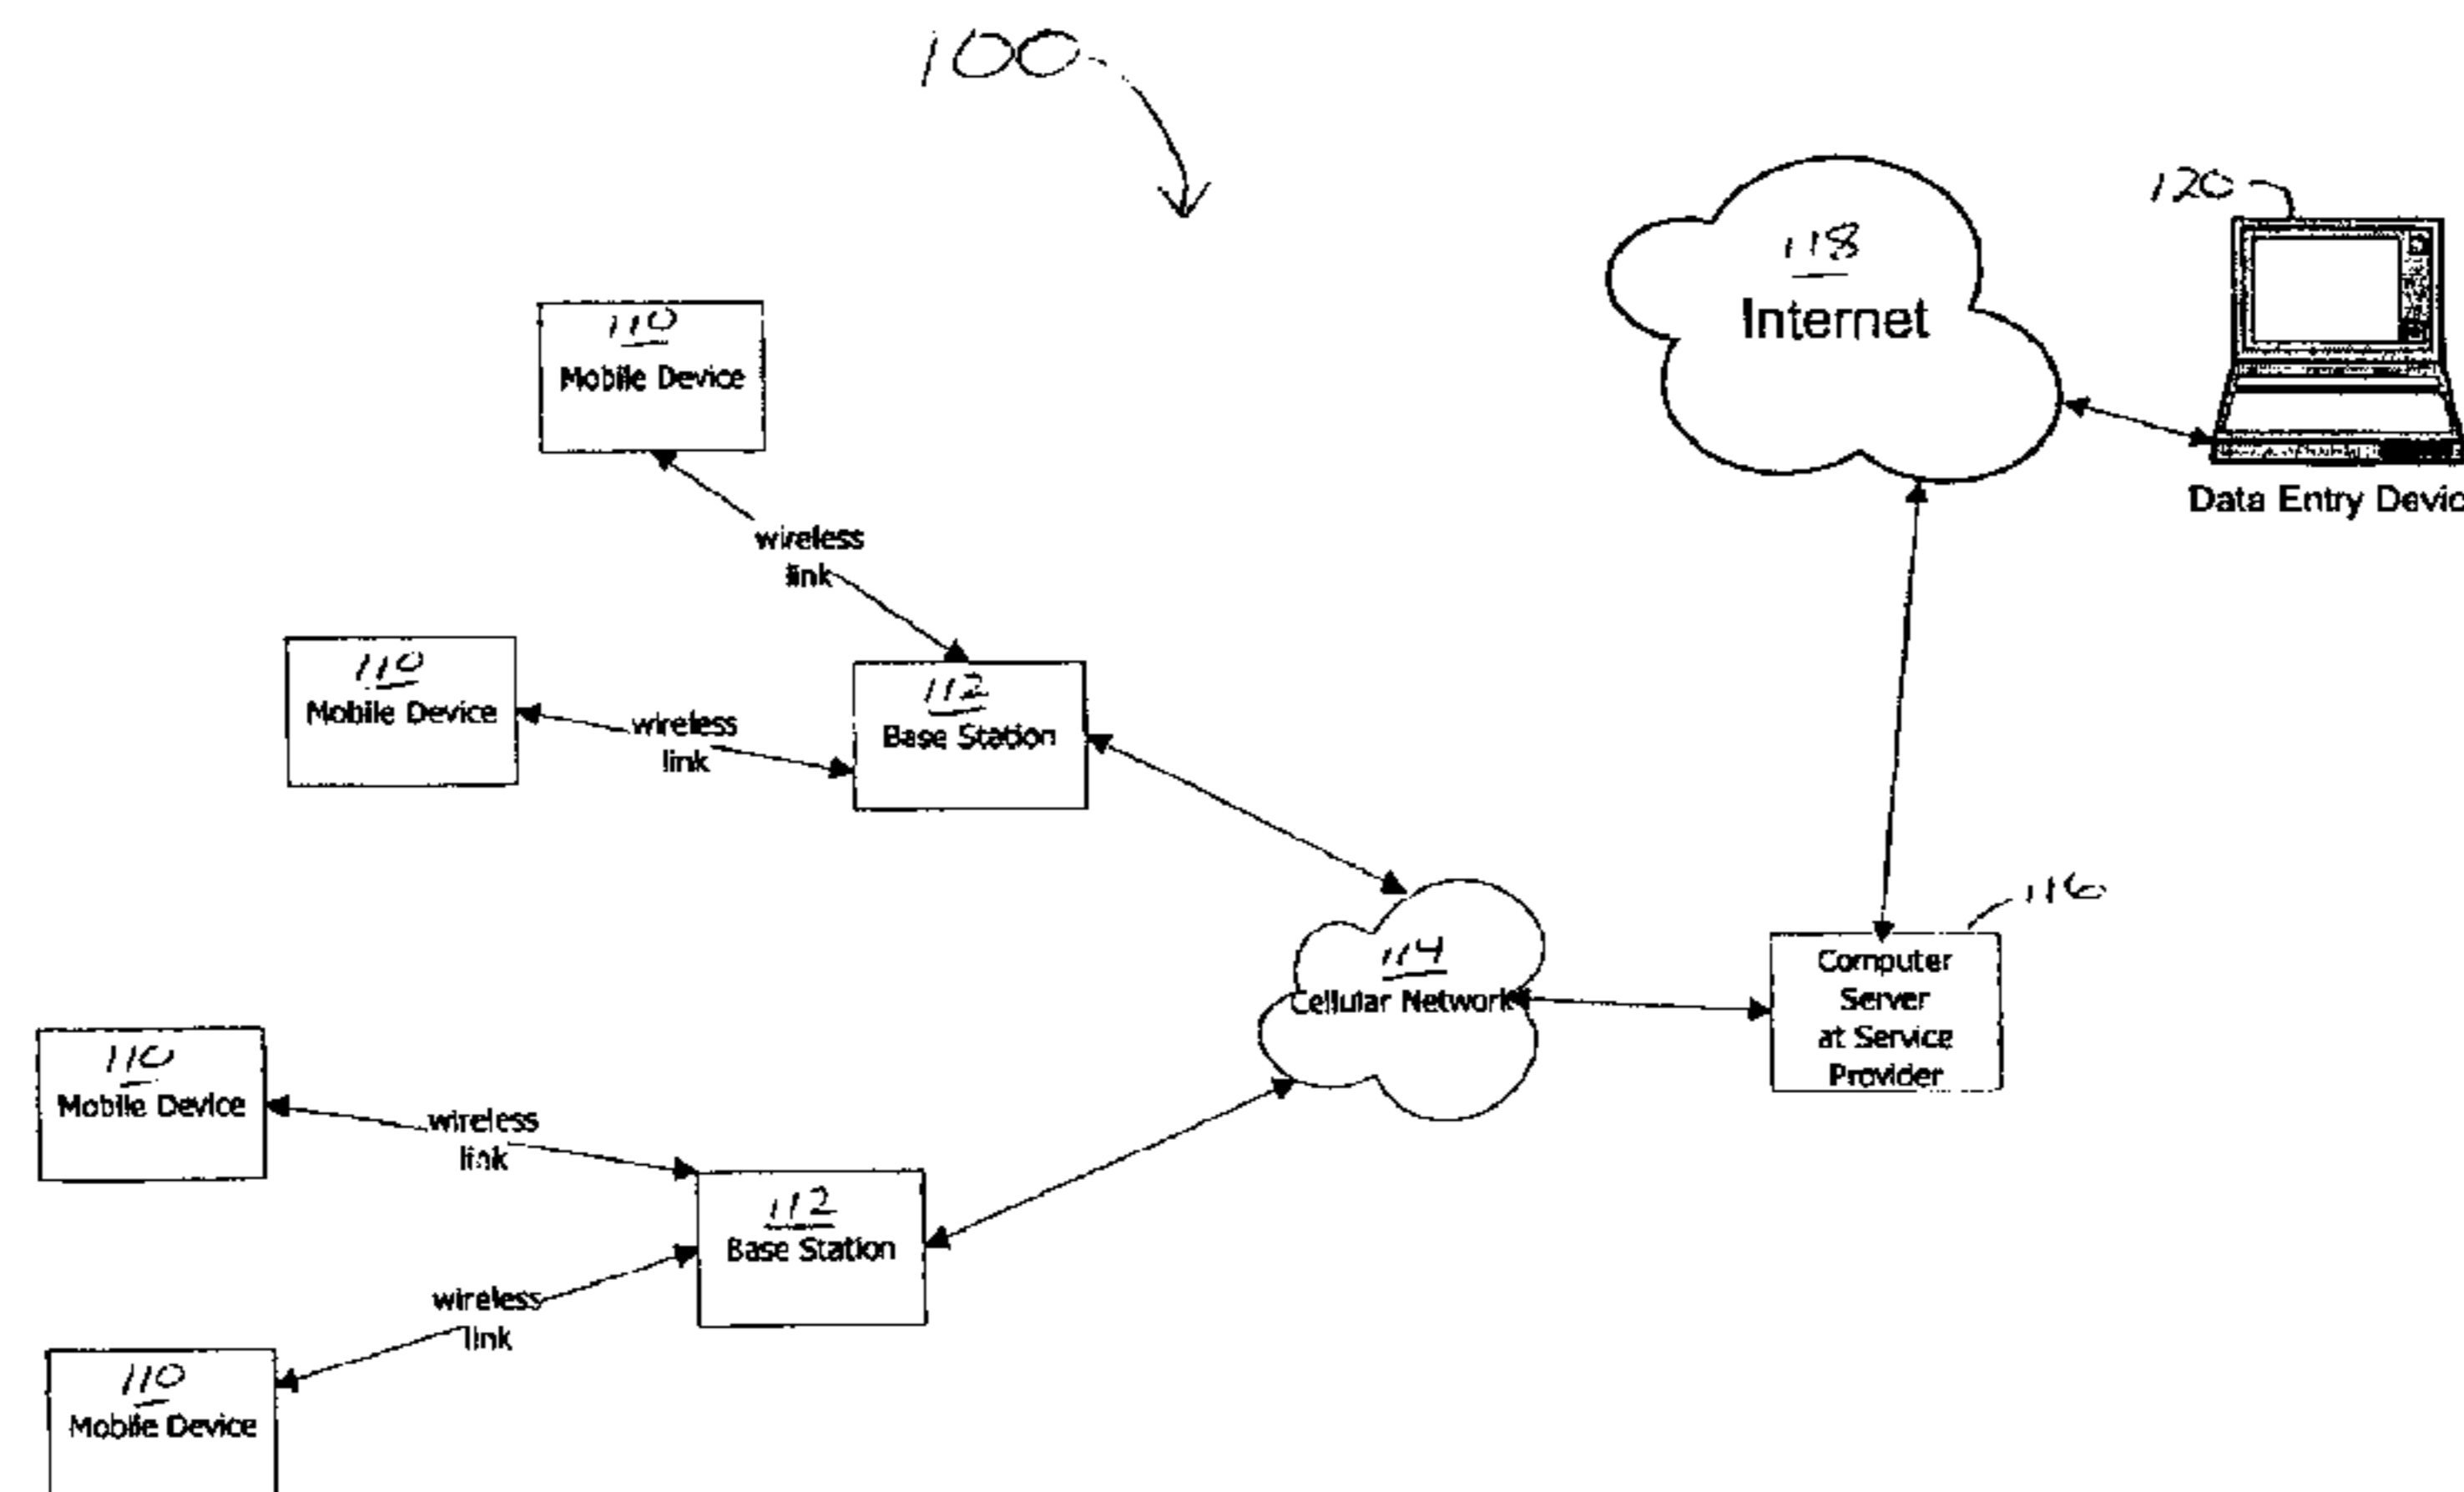 100
118
Internet
120
Data Entry Devic
110
Mobile Device
wireless
link
110
Mobile Device
wireless
link
112
Base Station
114
Cellular Network
116
Computer
Server
at Service
Provider
110
Mobile Device
wireless
link
112
Base Station
wireless
link
110
Mobile Device